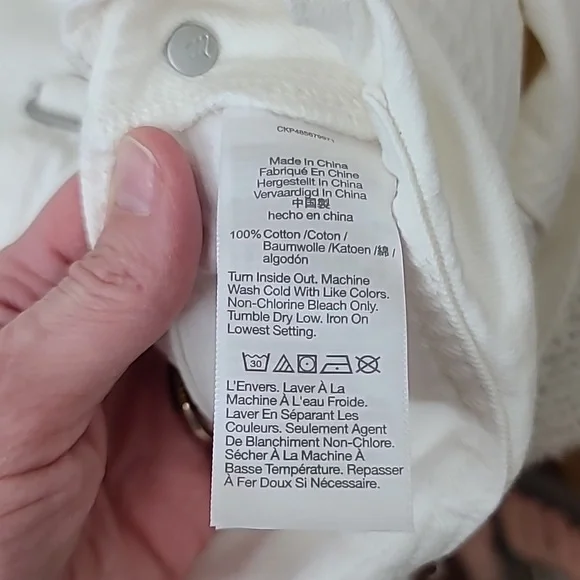 Made In China
Fabriqué En Chine
Hergestellt In China
Vervaardigd In China
中国製
hecho en china
100% Cotton /Coton/
Baumwolle /Katoen /綿 /
algodón
Turn Inside Out. Machine
Wash Cold With Like Colors.
Non-Chlorine Bleach Only.
Tumble Dry Low. Iron On
Lowest Setting.
30
L'Envers. Laver À La
Machine À L'eau Froide.
Laver En Séparant Les
Couleurs. Seulement Agent
De Blanchiment Non-Chlore.
Sécher À La Machine À
Basse Température. Repasser
À Fer Doux Si Nécessaire.